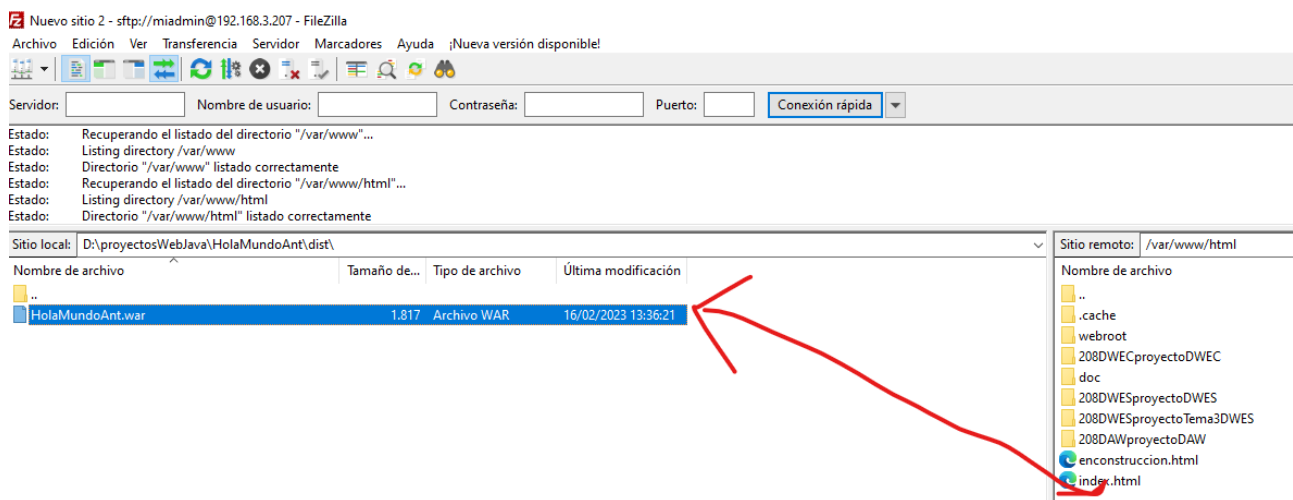 Nuevo sitio 2 - sftp://miadmin@192.168.3.207 - FileZilla
Archivo Edición Ver Transferencia Servidor Marcadores Ayuda ¡Nueva versión disponible!
Servidor: Nombre de usuario: Contraseña: Puerto: Conexión rápida
Estado: Recuperando el listado del directorio "/var/www"...
Estado: Listing directory /var/www
Estado: Directorio "/var/www" listado correctamente
Estado: Recuperando el listado del directorio "/var/www/html"...
Estado: Listing directory /var/www/html
Estado: Directorio "/var/www/html" listado correctamente
Sitio local: D:\proyectosWebJava\HolaMundoAnt\dist\
Nombre de archivo Tamaño de... Tipo de archivo Última modificación
..
HolaMundoAnt.war 1.817 Archivo WAR 16/02/2023 13:36:21
Sitio remoto: /var/www/html
Nombre de archivo
..
.cache
webroot
208DWECproyectoDWEC
doc
208DWESproyectoDWES
208DWESproyectoTema3DWES
208DAWproyectoDAW
enconstruccion.html
index.html